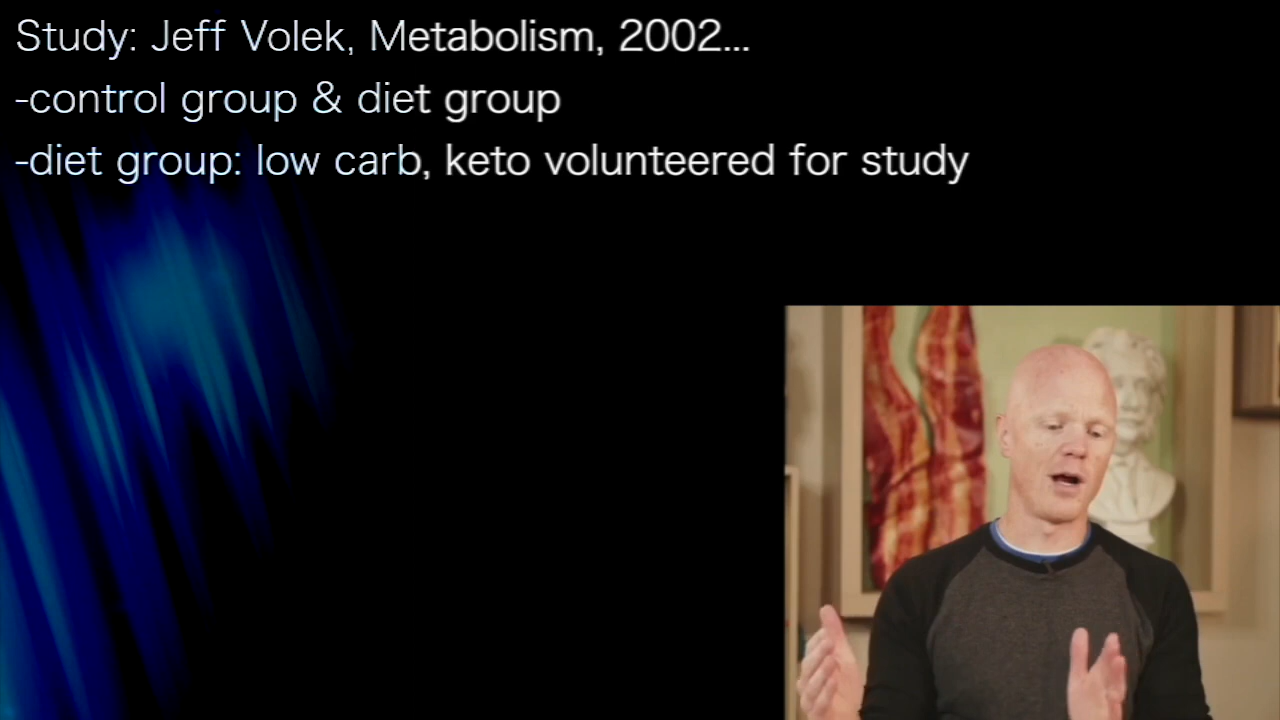 Study: Jeff Volek, Metabolism, 2002...
-control group & diet group
-diet group: low carb, keto volunteered for study